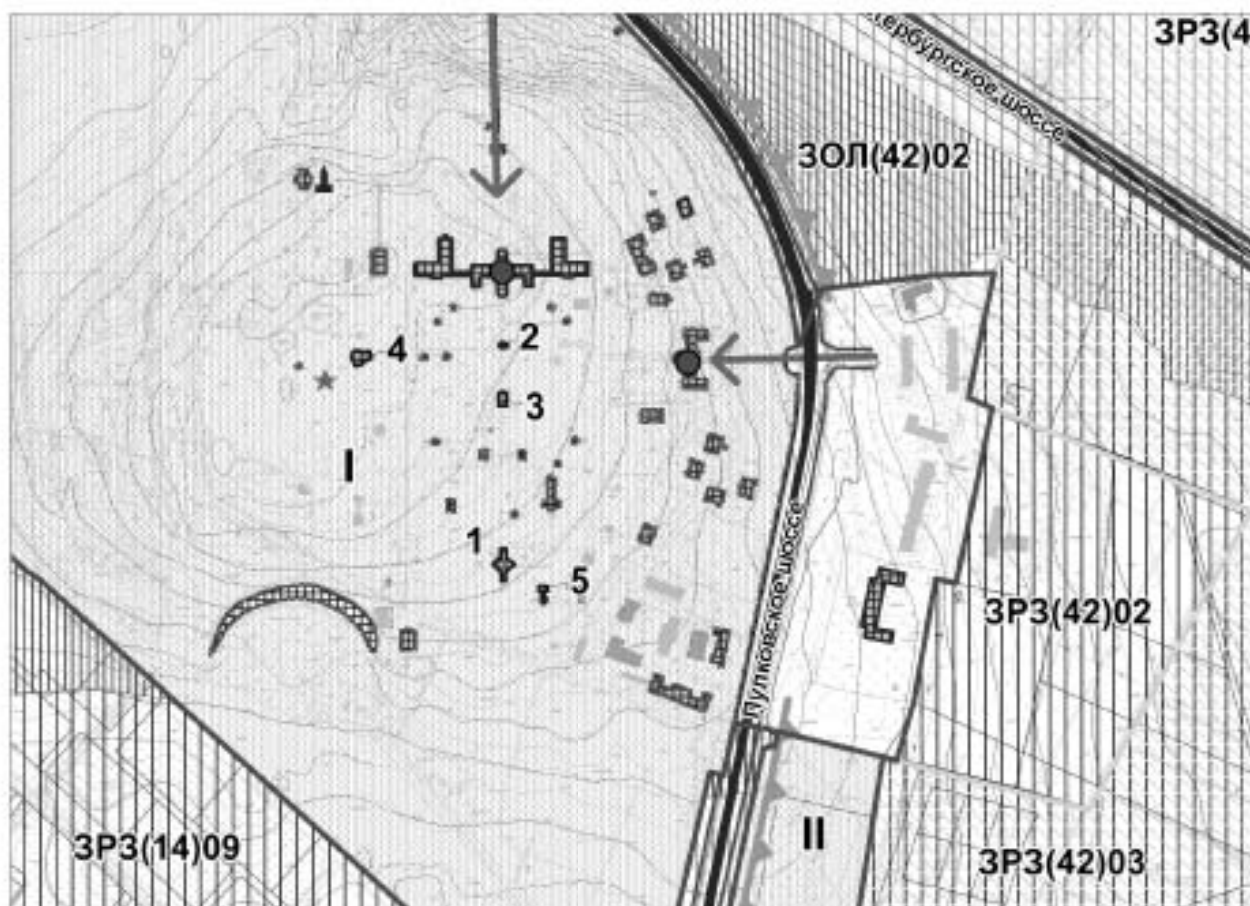 ЗРЗ(4
тербургское шоссе
ЗОЛ(42)02
2
4
3
I
1
5
Пулковское шоссе
ЗРЗ(42)02
II
ЗРЗ(14)09
ЗРЗ(42)03